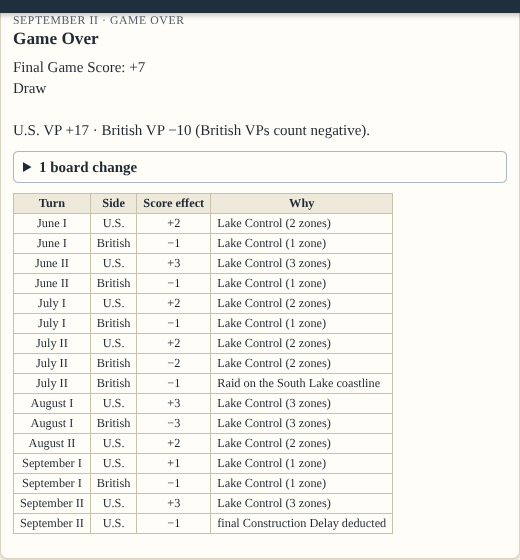 SEPTEMBER II · GAME OVER
Game Over
Final Game Score: +7
Draw
U.S. VP +17 · British VP −10 (British VPs count negative).
▶ 1 board change
Turn Side Score effect Why
June I U.S. +2 Lake Control (2 zones)
June I British −1 Lake Control (1 zone)
June II U.S. +3 Lake Control (3 zones)
June II British −1 Lake Control (1 zone)
July I U.S. +2 Lake Control (2 zones)
July I British −1 Lake Control (1 zone)
July II U.S. +2 Lake Control (2 zones)
July II British −2 Lake Control (2 zones)
July II British −1 Raid on the South Lake coastline
August I U.S. +3 Lake Control (3 zones)
August I British −3 Lake Control (3 zones)
August II U.S. +2 Lake Control (2 zones)
September I U.S. +1 Lake Control (1 zone)
September I British −1 Lake Control (1 zone)
September II U.S. +3 Lake Control (3 zones)
September II U.S. −1 final Construction Delay deducted